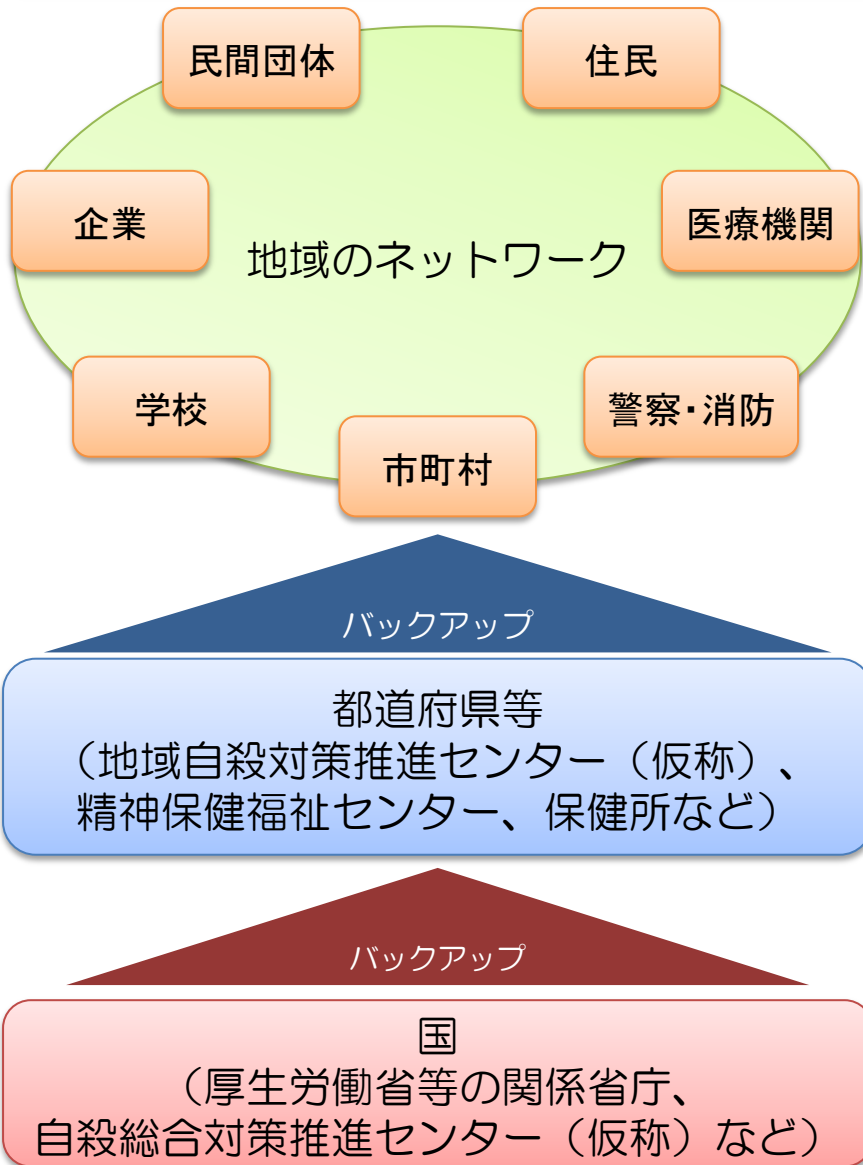 民間団体
住民
企業
医療機関
地域のネットワーク
学校
警察・消防
市町村
バックアップ
都道府県等
（地域自殺対策推進センター（仮称）、
精神保健福祉センター、保健所など）
バックアップ
国
（厚生労働省等の関係省庁、
自殺総合対策推進センター（仮称）など）